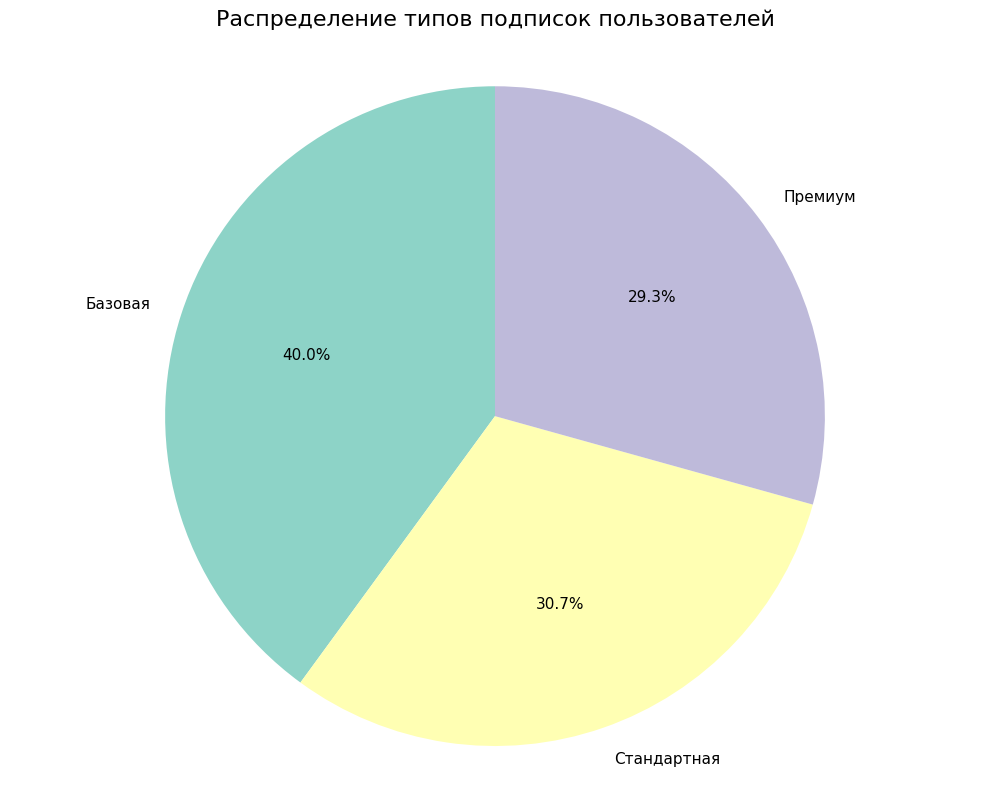 Распределение типов подписок пользователей
Премиум
29.3%
Базовая
40.0%
30.7%
Стандартная